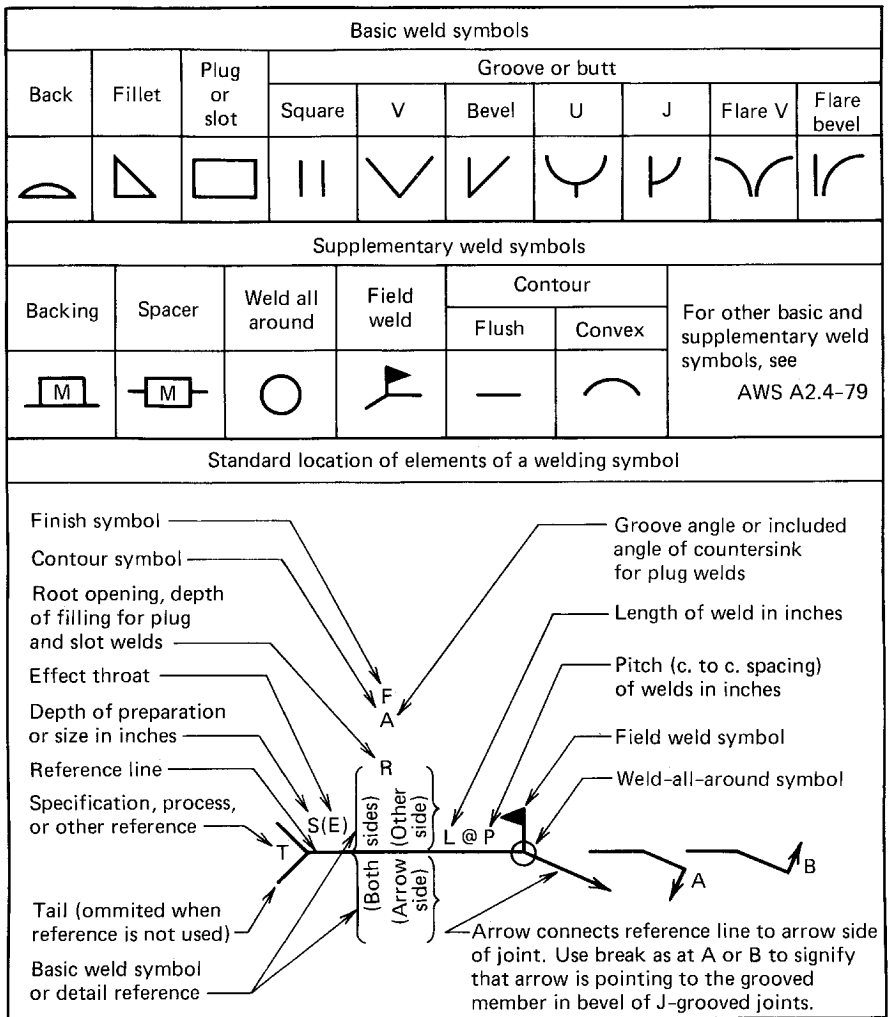 Basic weld symbols
Back
Fillet
Plug
or
slot
Groove or butt
Square
V
Bevel
U
J
Flare V
Flare
bevel
Supplementary weld symbols
Backing
Spacer
Weld all
around
Field
weld
Contour
Flush
Convex
For other basic and
supplementary weld
symbols, see
AWS A2.4-79
M
M
Standard location of elements of a welding symbol
Finish symbol
Contour symbol
Root opening, depth
of filling for plug
and slot welds
Effect throat
Depth of preparation
or size in inches
Reference line
Specification, process,
or other reference
Tail (ommited when
reference is not used)
Basic weld symbol
or detail reference
F
A
R
S(E)
T
(Both sides)
(Arrow side)
(Other side)
L @ P
Groove angle or included
angle of countersink
for plug welds
Length of weld in inches
Pitch (c. to c. spacing)
of welds in inches
Field weld symbol
Weld-all-around symbol
A
B
Arrow connects reference line to arrow side
of joint. Use break as at A or B to signify
that arrow is pointing to the grooved
member in bevel of J-grooved joints.